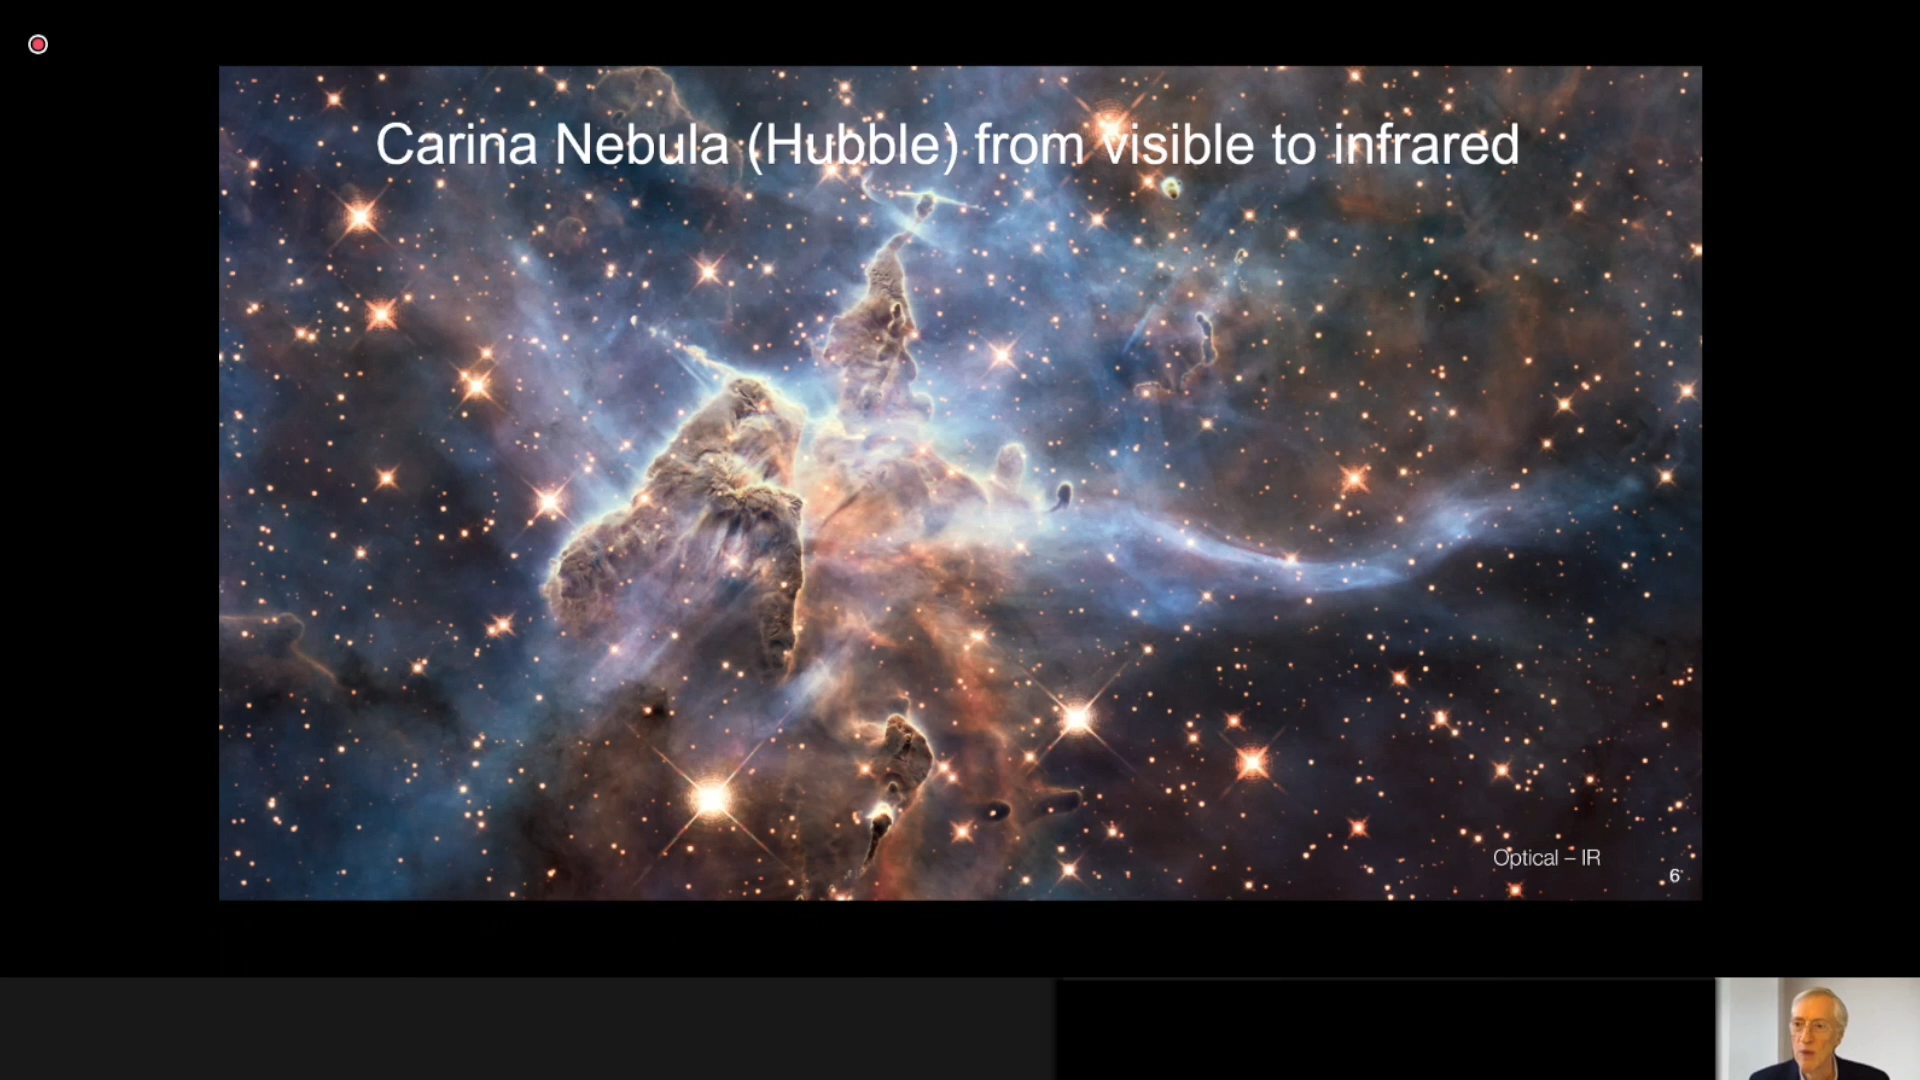 Carina Nebula (Hubble) from visible to infrared
Optical – IR
6